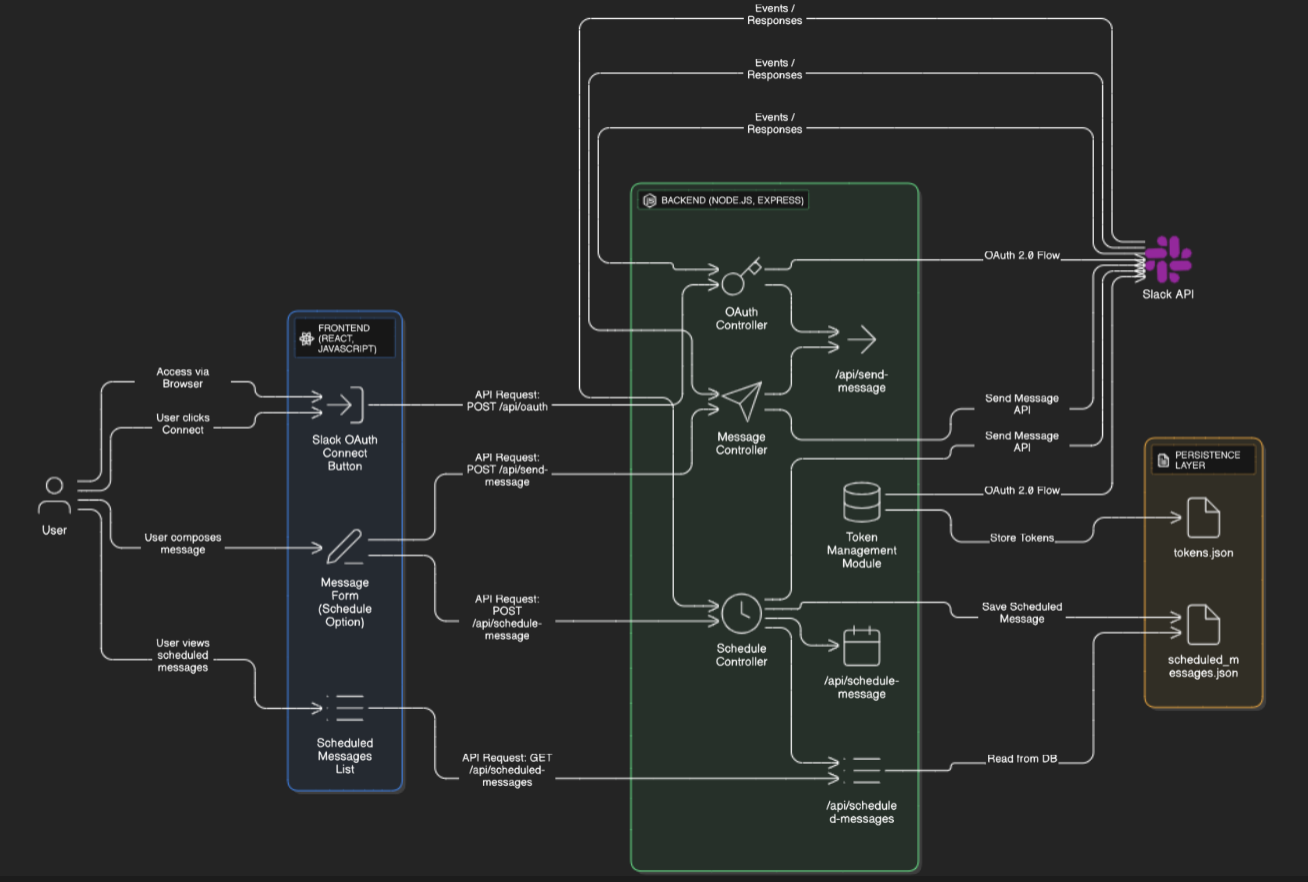 Events /
Responses
Events /
Responses
Events /
Responses
BACKEND (NODE.JS, EXPRESS)
OAuth 2.0 Flow
Slack API
OAuth
Controller
/api/send-
message
FRONTEND
(REACT,
JAVASCRIPT)
Access via
Browser
User clicks
Connect
Slack OAuth
Connect
Button
API Request:
POST /api/oauth
API Request:
POST /api/send-
message
Message
Controller
Send Message
API
Send Message
API
PERSISTENCE
LAYER
User
User composes
message
Message
Form
(Schedule
Option)
OAuth 2.0 Flow
Token
Management
Module
Store Tokens
tokens.json
API Request:
POST
/api/schedule-
message
Schedule
Controller
Save Scheduled
Message
scheduled_m
essages.json
/api/schedule-
message
User views
scheduled
messages
Scheduled
Messages
List
API Request: GET
/api/scheduled-
messages
Read from DB
/api/schedule
d-messages